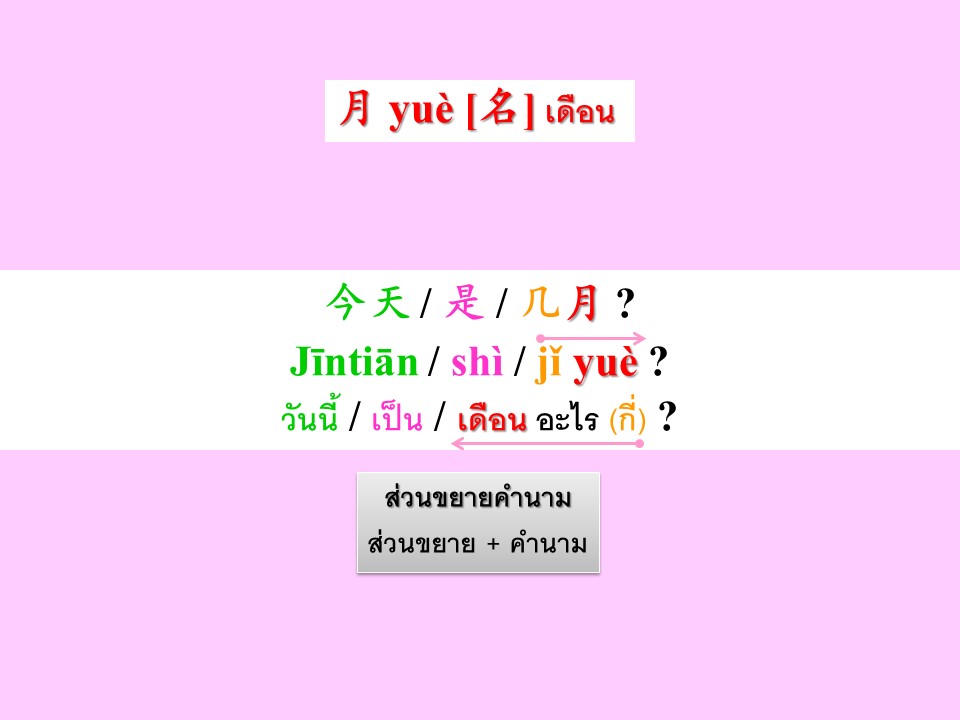 月 yuè [名] เดือน
今天 / 是 / 几月 ?
Jīntiān / shì / jǐ yuè ?
วันนี้ / เป็น / เดือน อะไร (กี่) ?
ส่วนขยายคำนาม
ส่วนขยาย + คำนาม